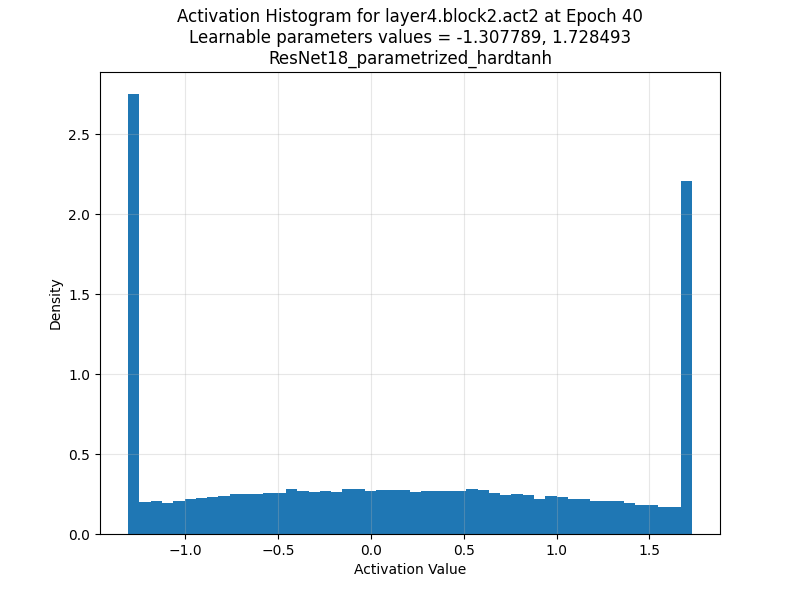 Activation Histogram for layer4.block2.act2 at Epoch 40
Learnable parameters values = -1.307789, 1.728493
ResNet18_parametrized_hardtanh
2.5
2.0
1.5
1.0
0.5
0.0
Density
−1.0
−0.5
0.0
0.5
1.0
1.5
Activation Value